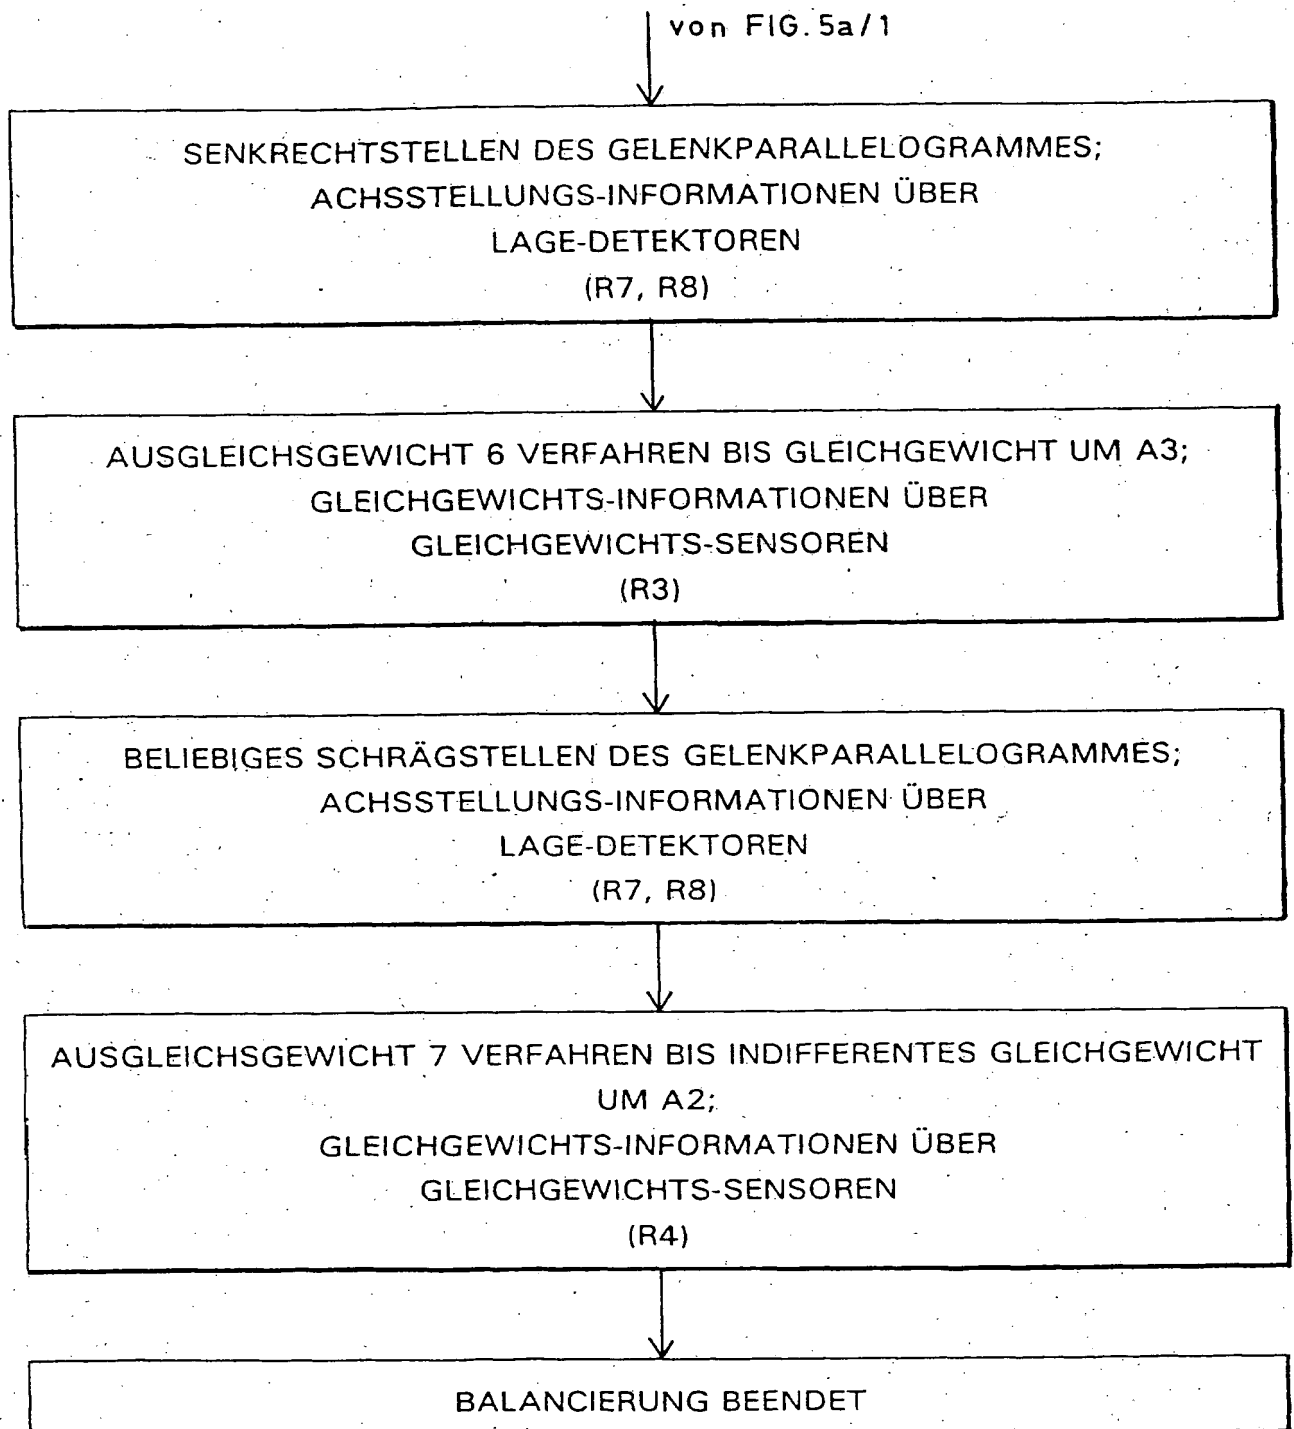 von FIG.5a/1
SENKRECHTSTELLEN DES GELENKPARALLELOGRAMMES;
ACHSSTELLUNGS-INFORMATIONEN ÜBER
LAGE-DETEKTOREN
(R7, R8)
AUSGLEICHSGEWICHT 6 VERFAHREN BIS GLEICHGEWICHT UM A3;
GLEICHGEWICHTS-INFORMATIONEN ÜBER
GLEICHGEWICHTS-SENSOREN
(R3)
BELIEBIGES SCHRÄGSTELLEN DES GELENKPARALLELOGRAMMES;
ACHSSTELLUNGS-INFORMATIONEN ÜBER
LAGE-DETEKTOREN
(R7, R8)
AUSGLEICHSGEWICHT 7 VERFAHREN BIS INDIFFERENTES GLEICHGEWICHT
UM A2;
GLEICHGEWICHTS-INFORMATIONEN ÜBER
GLEICHGEWICHTS-SENSOREN
(R4)
BALANCIERUNG BEENDET